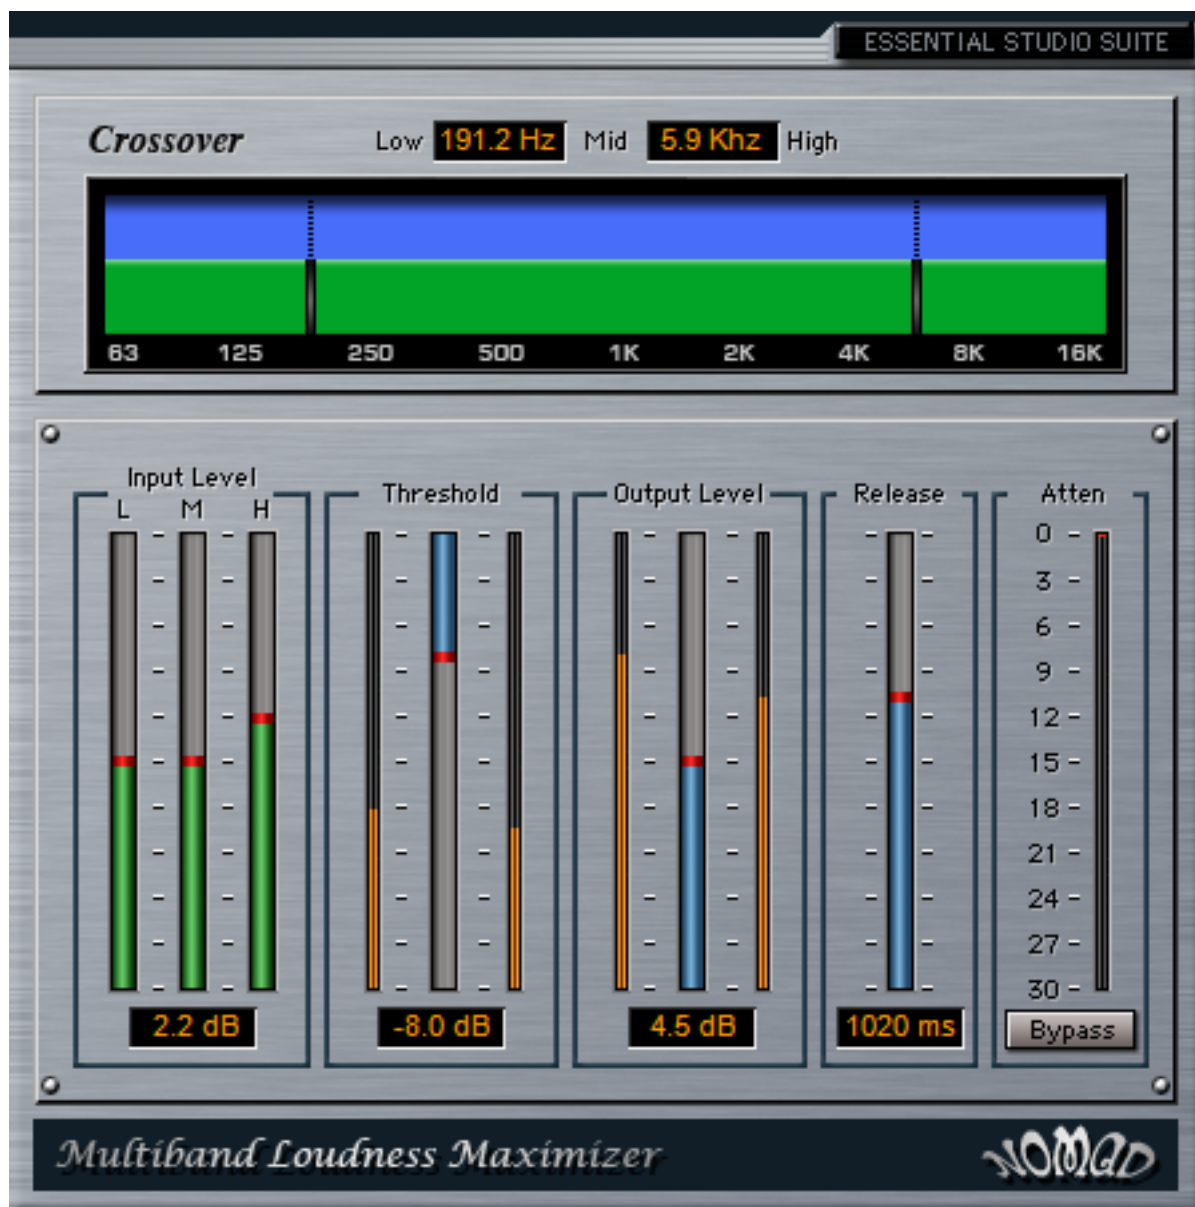 ESSENTIAL STUDIO SUITE
Crossover Low 191.2 Hz Mid 5.9 Khz High
63 125 250 500 1K 2K 4K 8K 16K
Input Level Threshold Output Level Release Atten
L M H
0
3
6
9
12
15
18
21
24
27
30
2.2 dB -8.0 dB 4.5 dB 1020 ms Bypass
Multiband Loudness Maximizer NOMAD